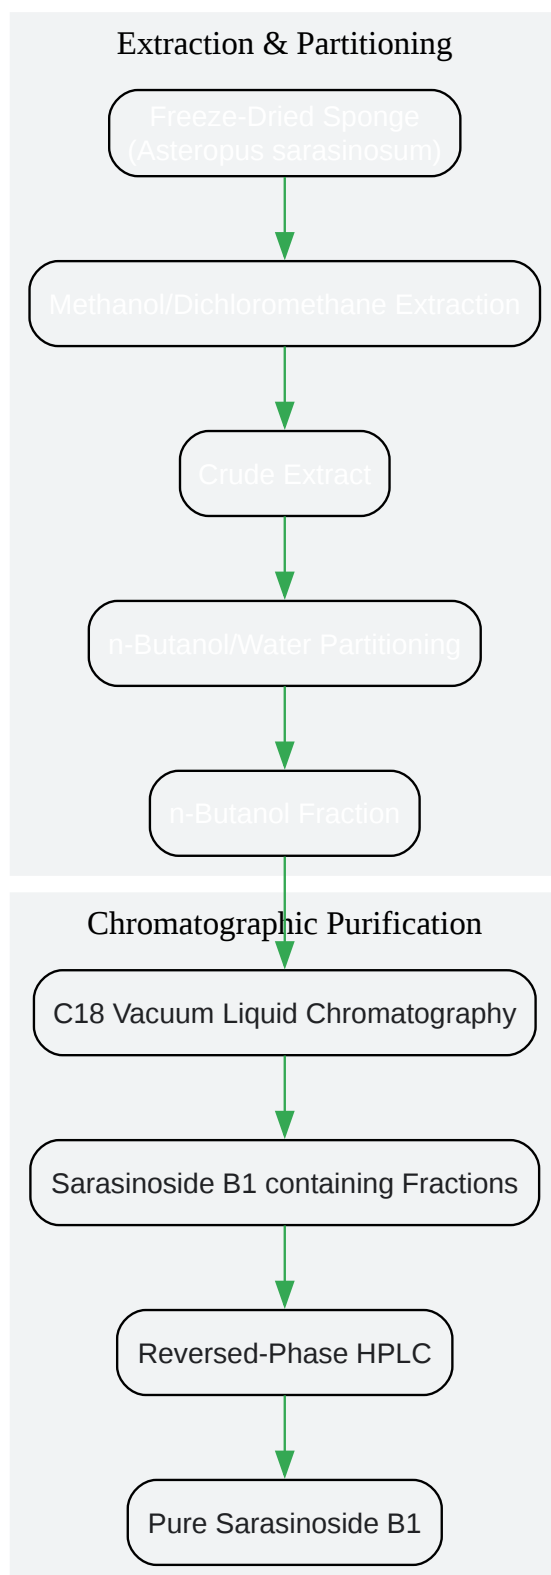 Extraction & Partitioning
Freeze-Dried Sponge
(Asteropus sarasinosum)
Methanol/Dichloromethane Extraction
Crude Extract
n-Butanol/Water Partitioning
n-Butanol Fraction
Chromatographic Purification
C18 Vacuum Liquid Chromatography
Sarasinoside B1 containing Fractions
Reversed-Phase HPLC
Pure Sarasinoside B1